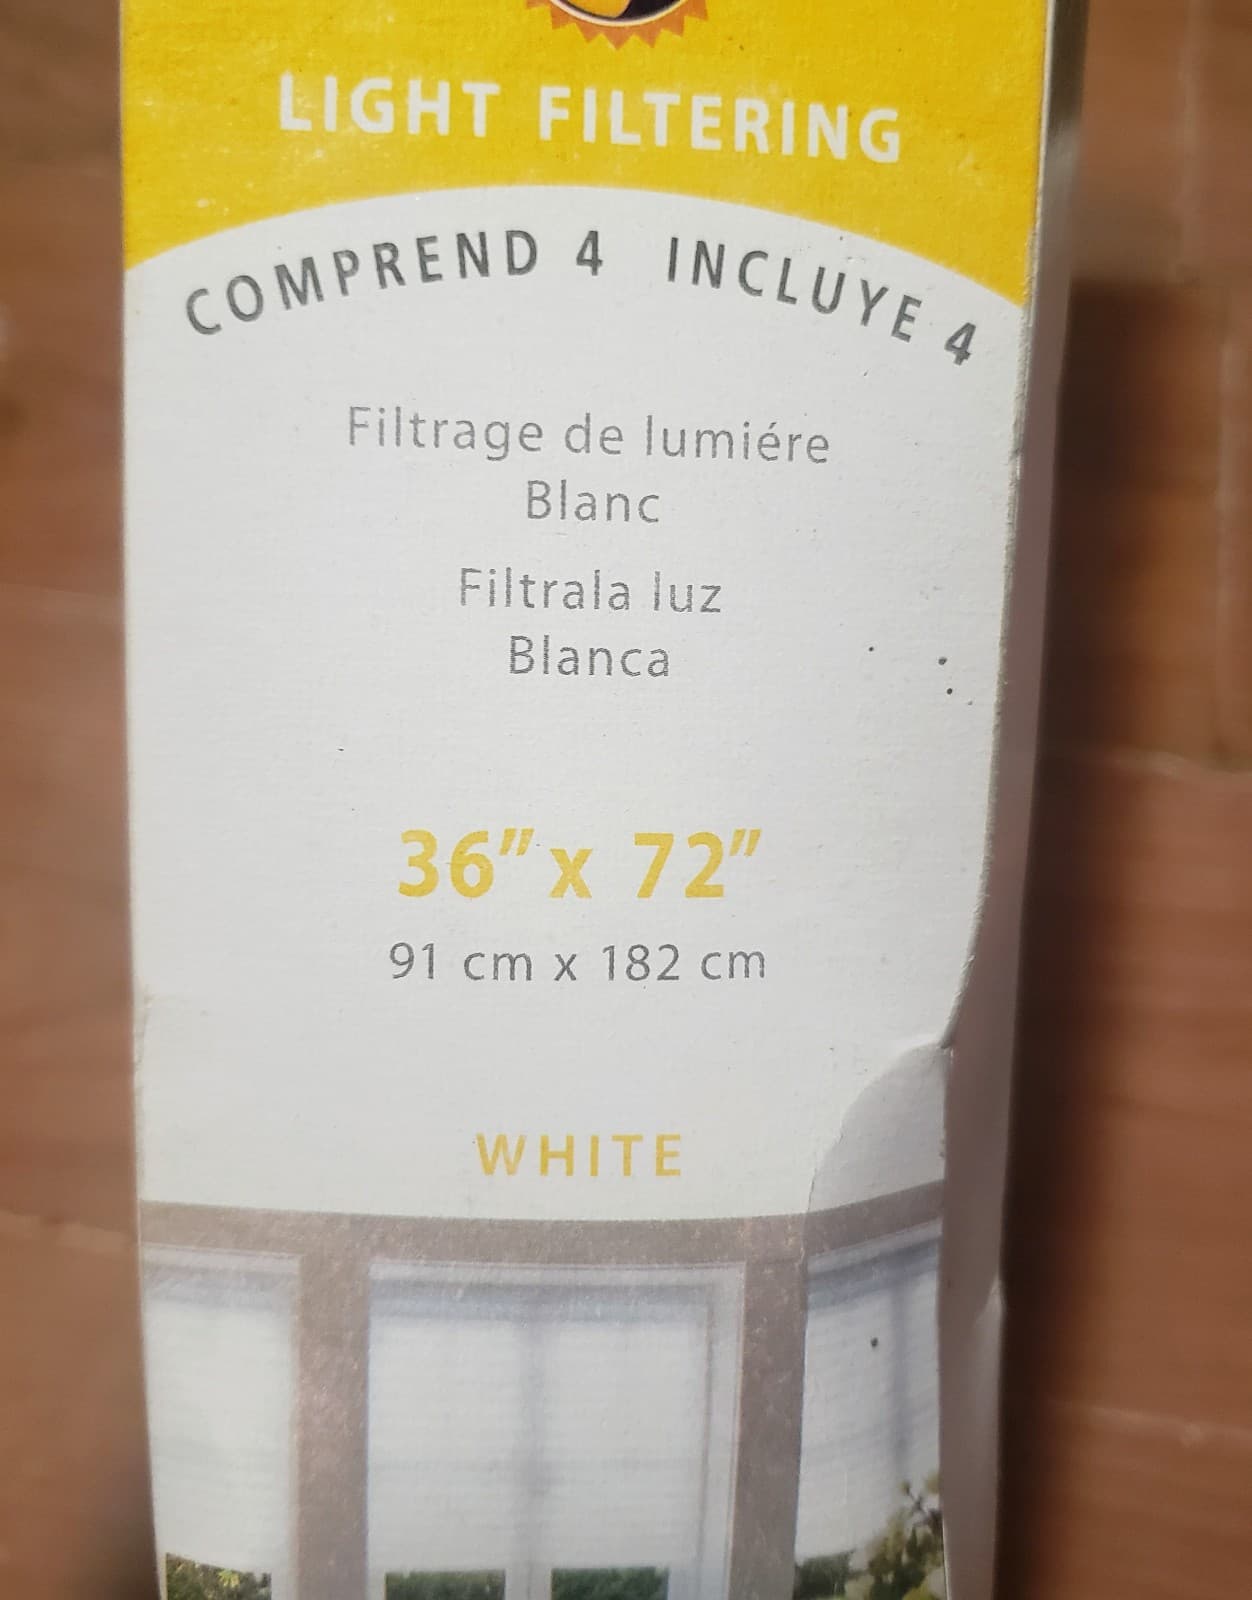 LIGHT FILTERING
COMPREND 4 INCLUYE 4
Filtrage de lumiére
Blanc
Filtrala luz
Blanca
36" x 72"
91 cm x 182 cm
WHITE